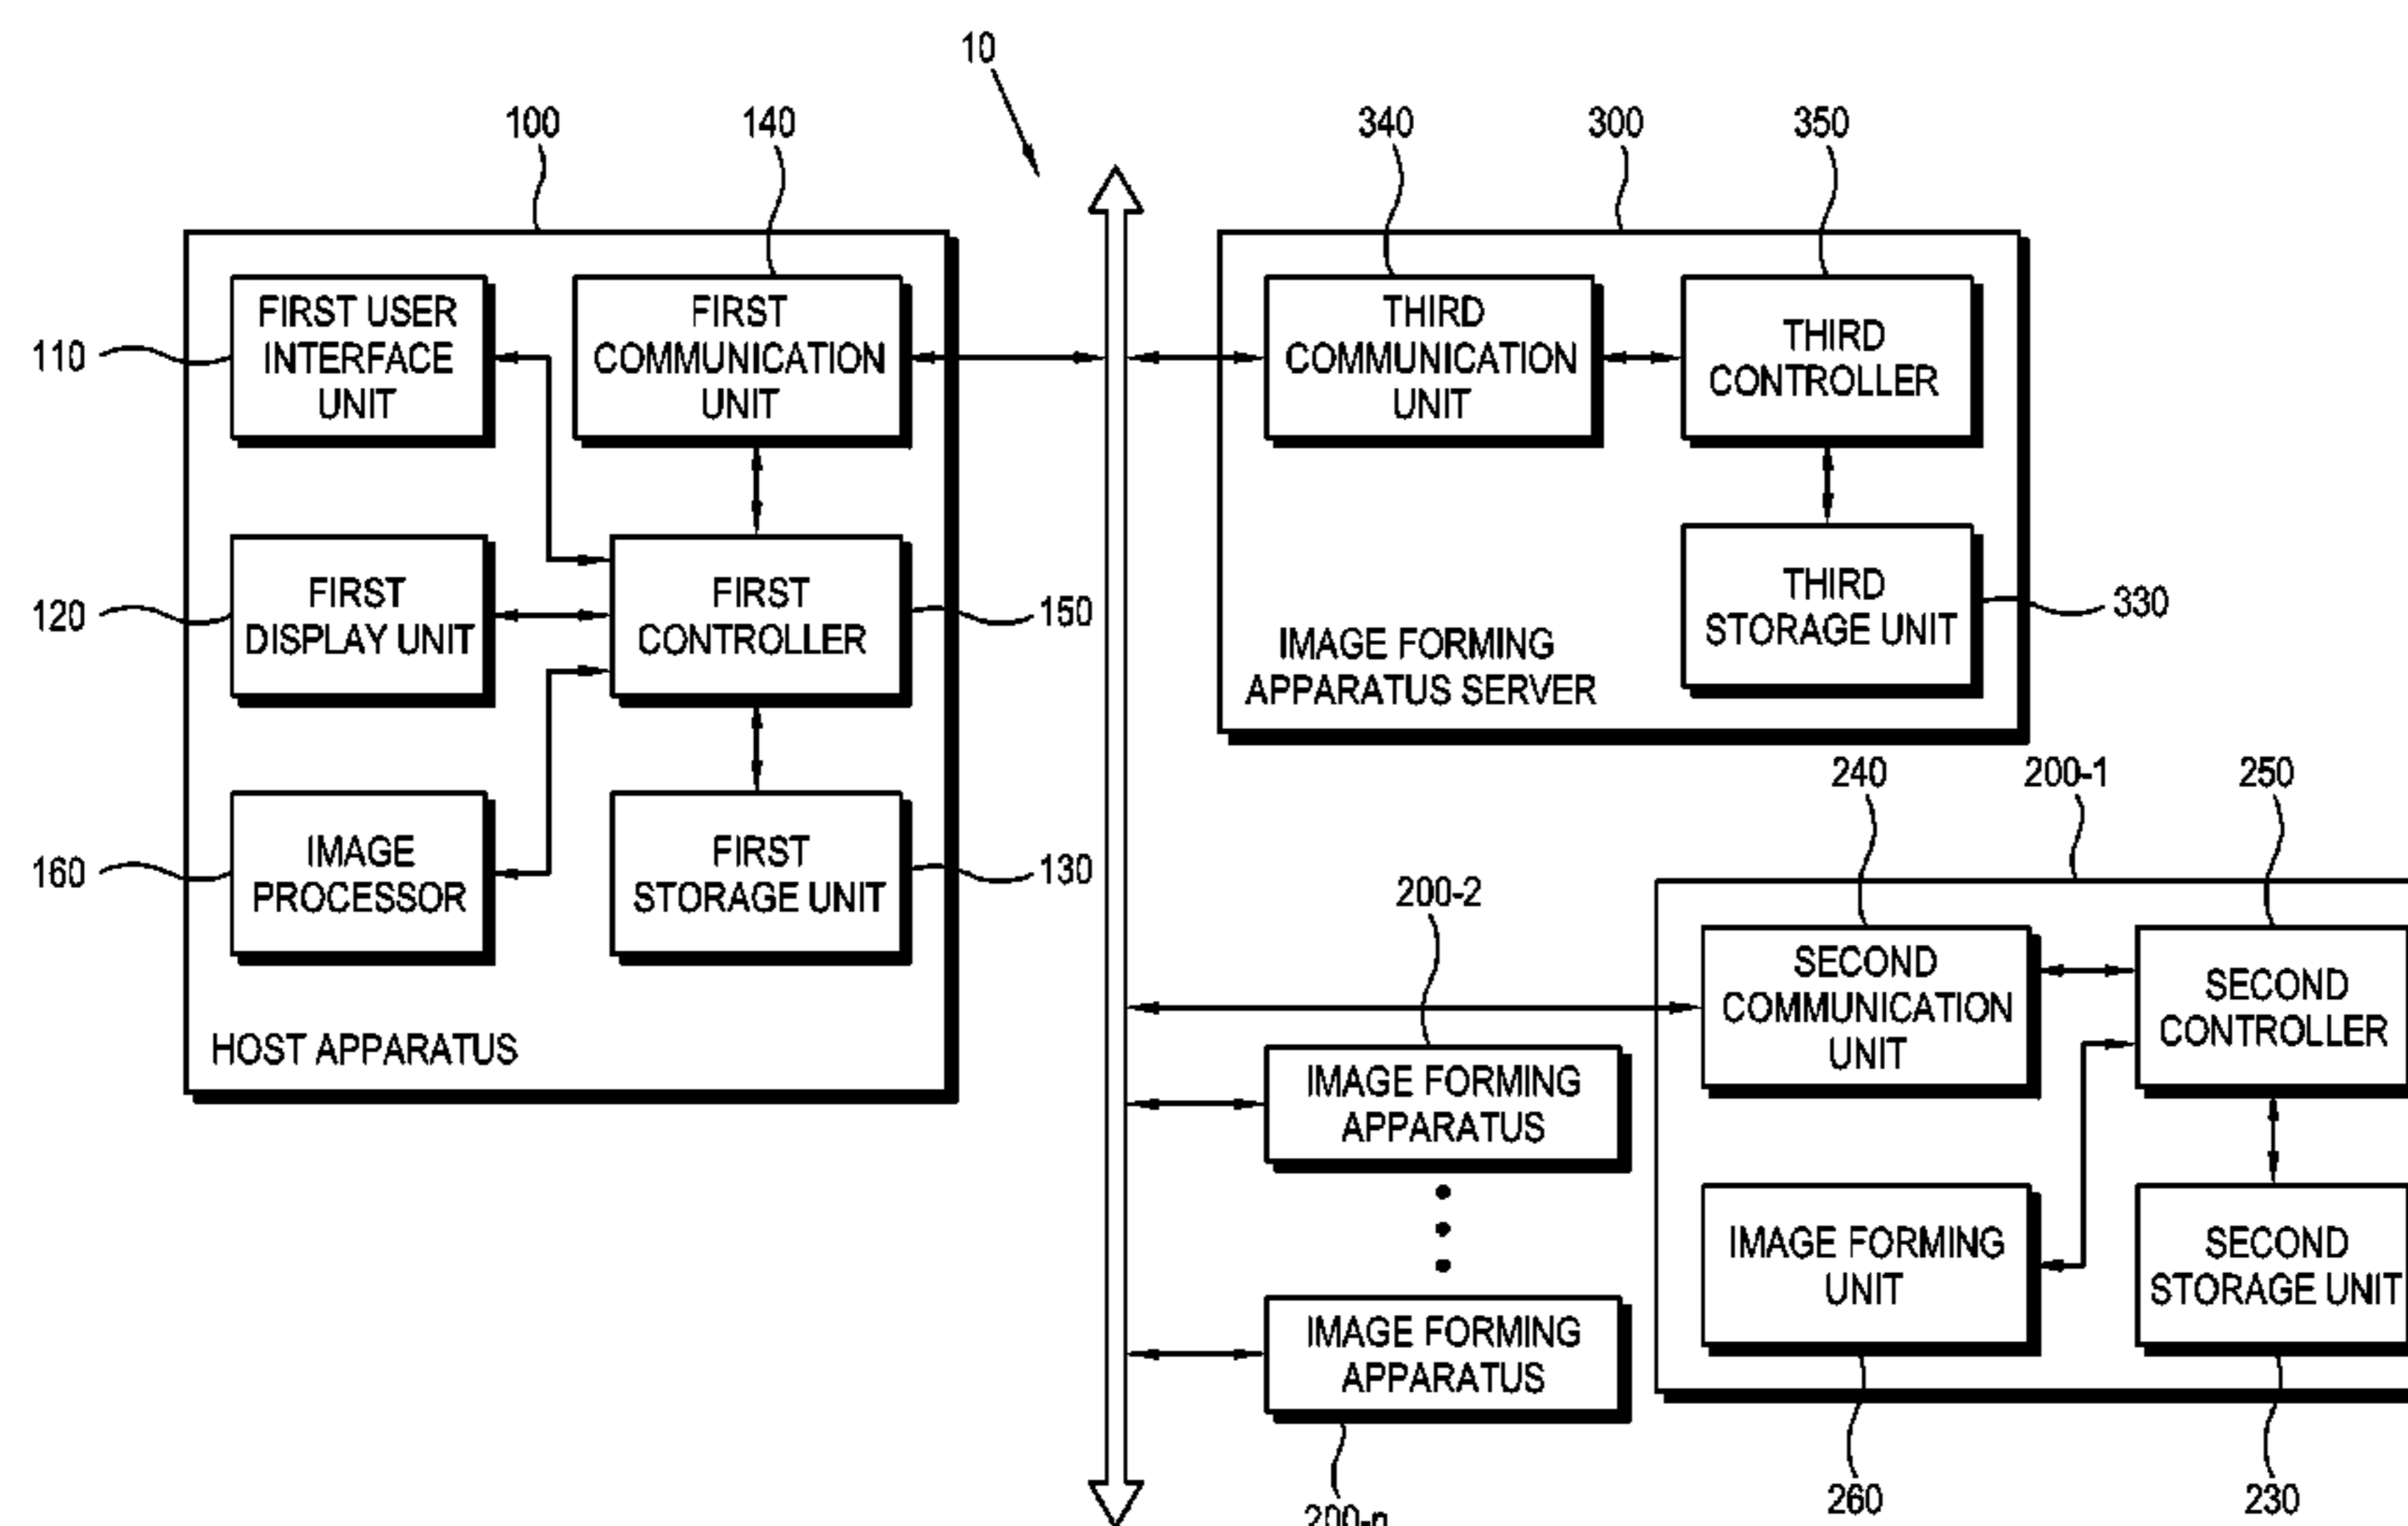 10
100
140
340
300
350
FIRST USER
INTERFACE
UNIT
110
FIRST
COMMUNICATION
UNIT
THIRD
COMMUNICATION
UNIT
THIRD
CONTROLLER
FIRST
DISPLAY UNIT
120
FIRST
CONTROLLER
150
THIRD
STORAGE UNIT
330
IMAGE FORMING
APPARATUS SERVER
IMAGE
PROCESSOR
160
FIRST
STORAGE UNIT
130
HOST APPARATUS
240
200-1
250
200-2
SECOND
COMMUNICATION
UNIT
SECOND
CONTROLLER
IMAGE FORMING
APPARATUS
IMAGE FORMING
UNIT
SECOND
STORAGE UNIT
IMAGE FORMING
APPARATUS
200-n
260
230